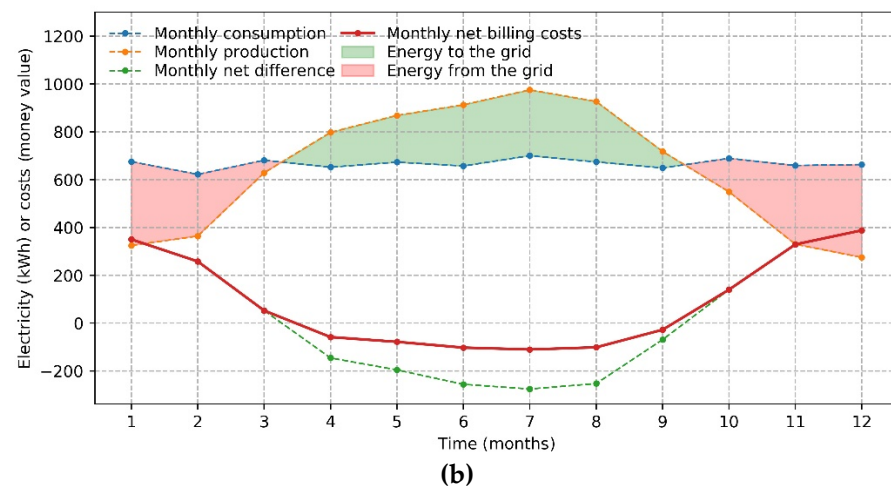 Monthly consumption
Monthly production
Monthly net difference
Monthly net billing costs
Energy to the grid
Energy from the grid
Electricity (kWh) or costs (money value)
1200
1000
800
600
400
200
0
−200
1 2 3 4 5 6 7 8 9 10 11 12
Time (months)
(b)